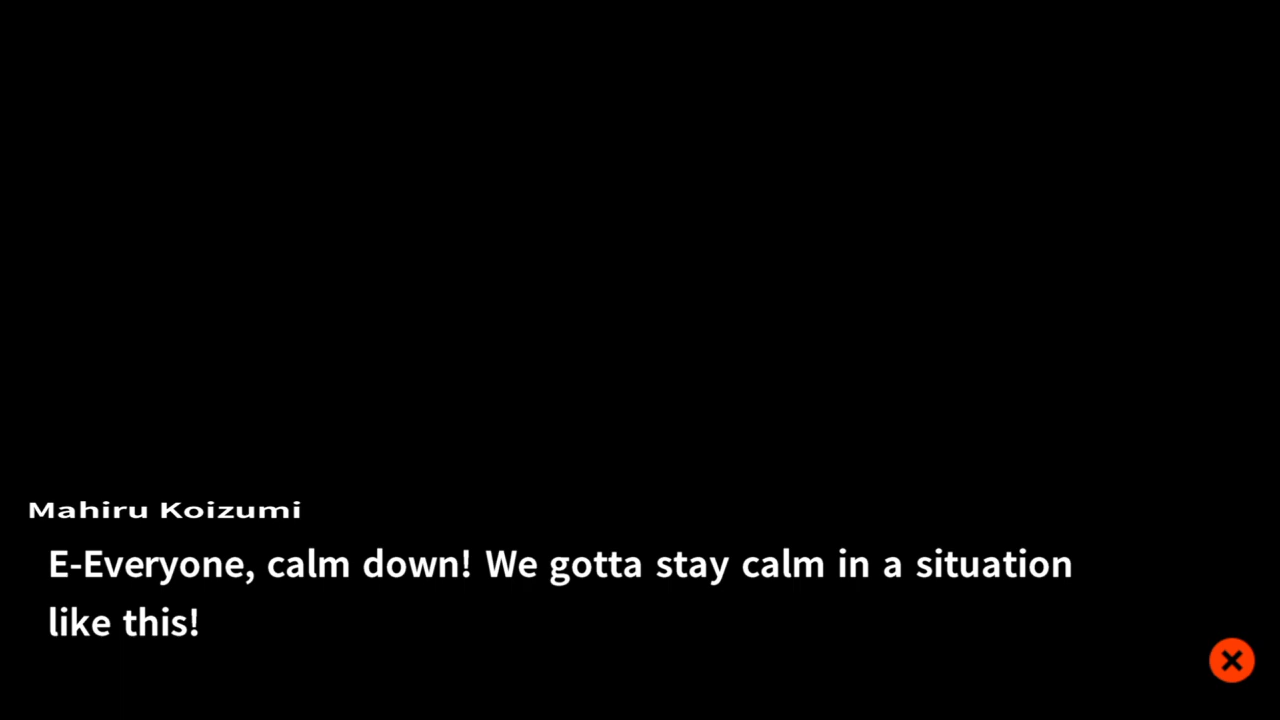 Mahiru Koizumi
E-Everyone, calm down! We gotta stay calm in a situation
like this!